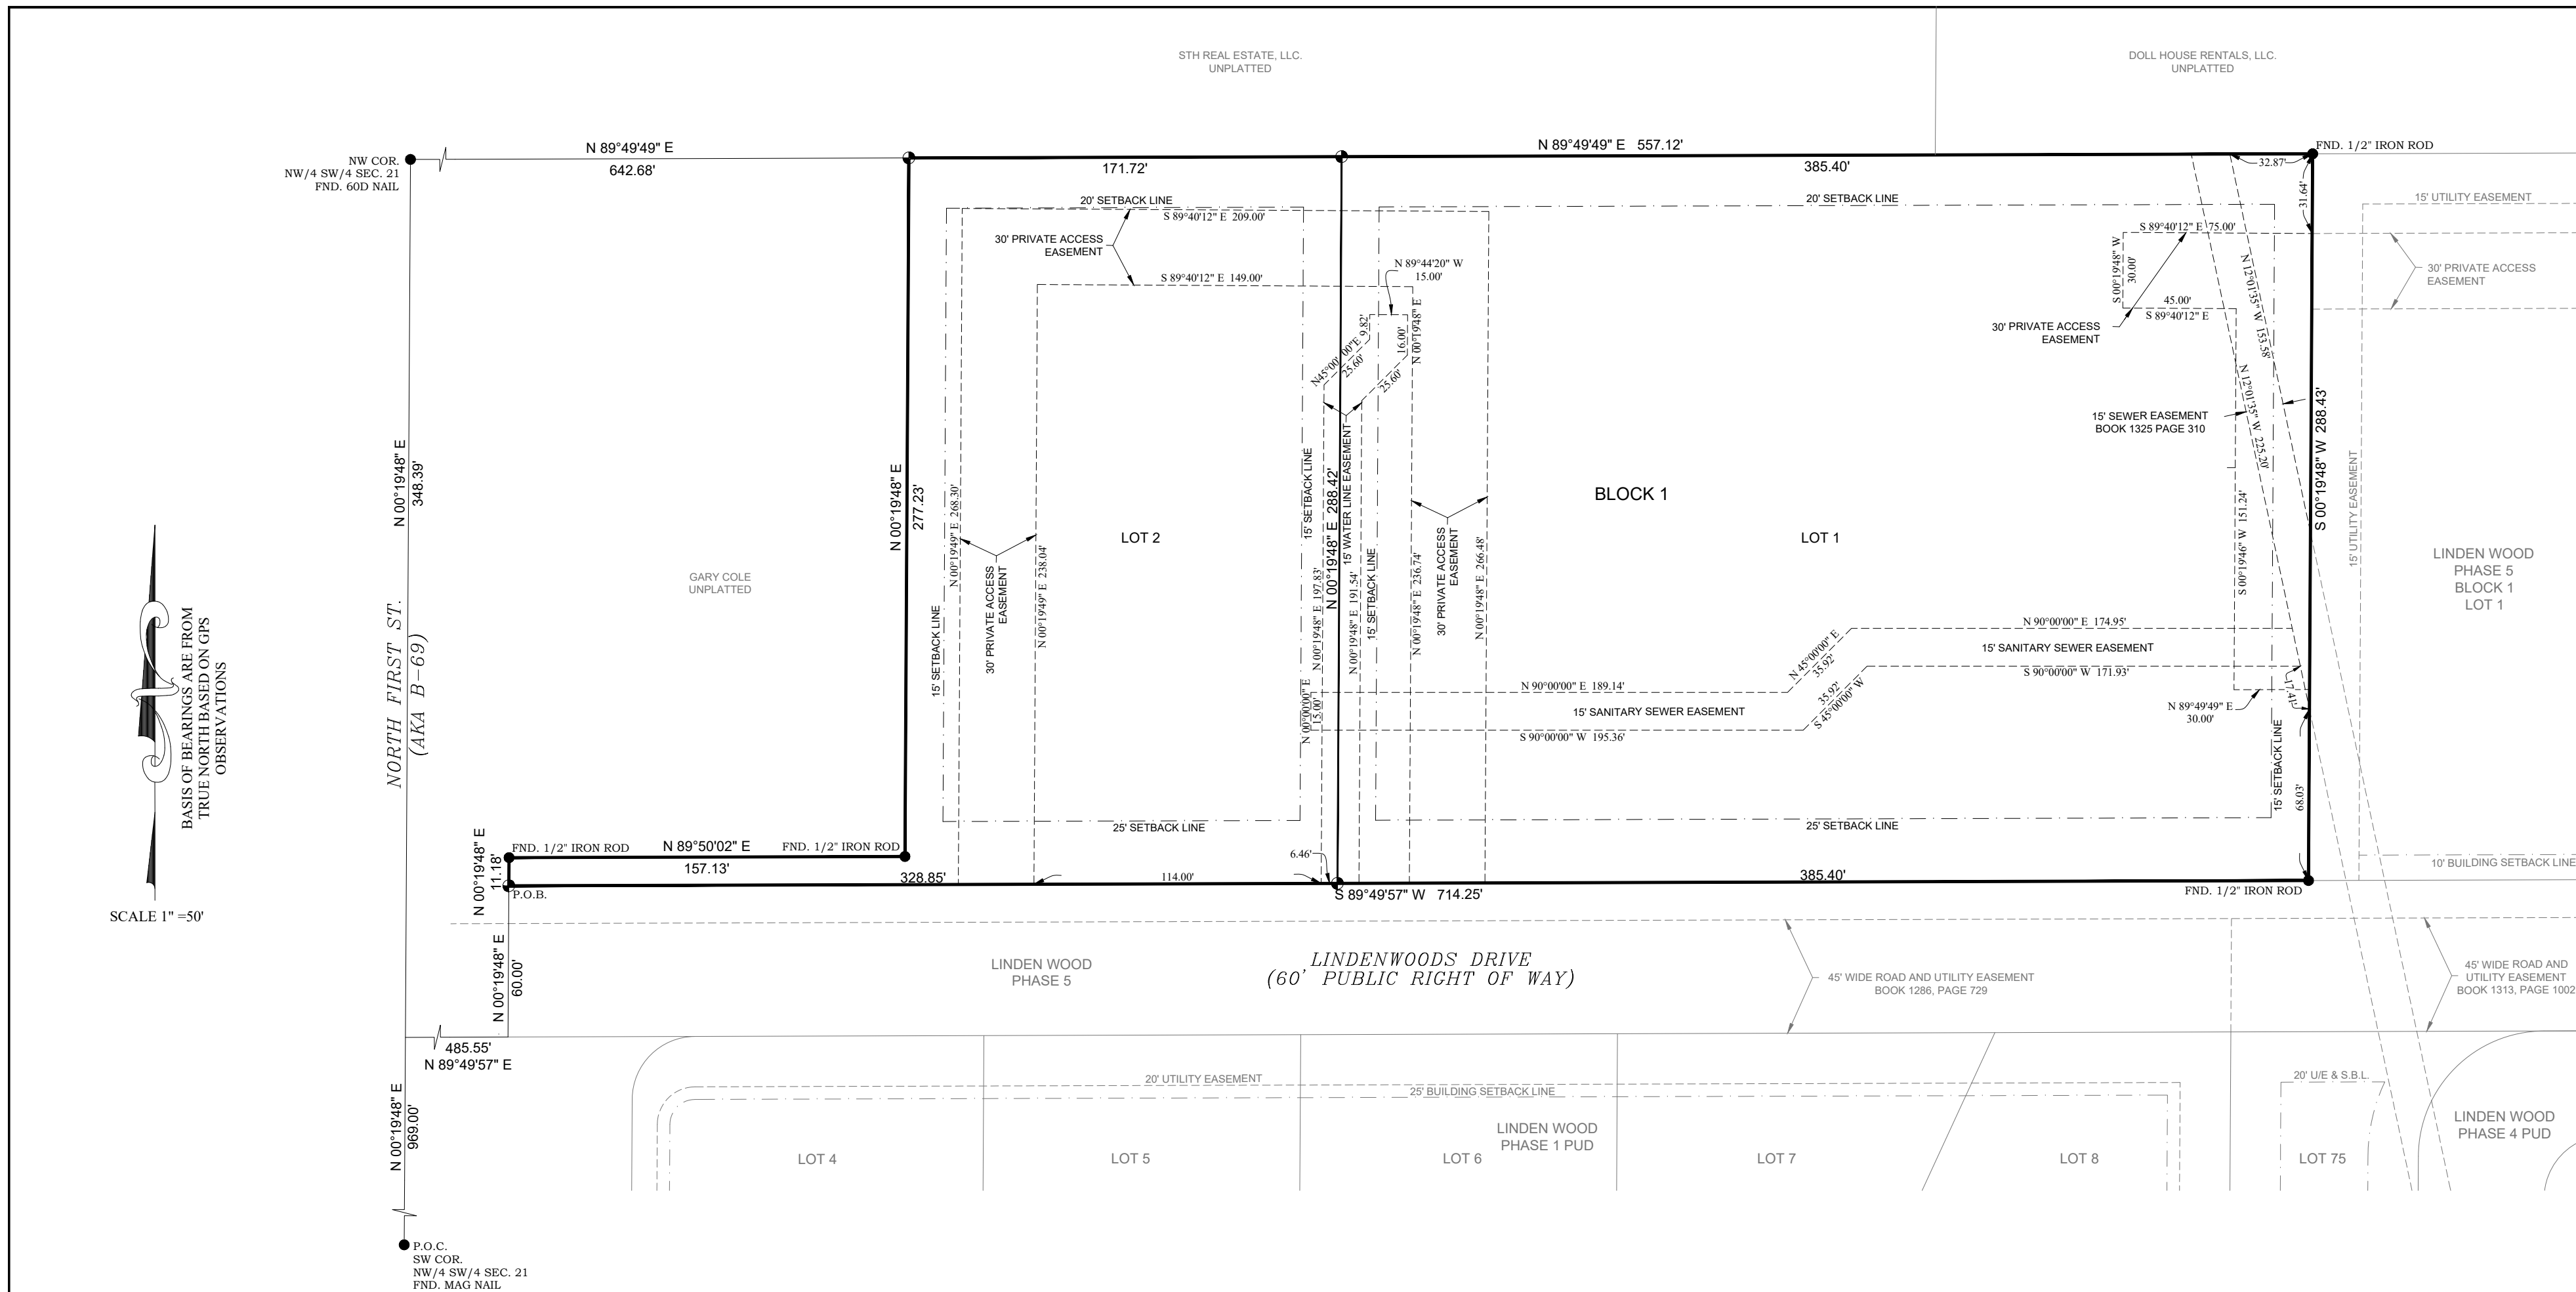 STH REAL ESTATE, LLC.
UNPLATTED
DOLL HOUSE RENTALS, LLC.
UNPLATTED
NW COR.
NW/4 SW/4 SEC. 21
FND. 60D NAIL
N 89°49'49" E
642.68'
171.72'
N 89°49'49" E 557.12'
385.40'
FND. 1/2" IRON ROD
32.87'
31.64'
20' SETBACK LINE
S 89°40'12" E 209.00'
30' PRIVATE ACCESS
EASEMENT
S 89°40'12" E 149.00'
N 89°44'20" W
15.00'
20' SETBACK LINE
S 89°40'12" E 75.00'
S 00°19'48" W
30.00'
45.00'
S 89°40'12" E
30' PRIVATE ACCESS
EASEMENT
15' UTILITY EASEMENT
30' PRIVATE ACCESS
EASEMENT
N 12°01'35" W 153.58'
N 12°01'35" W 225.20'
15' SEWER EASEMENT
BOOK 1325 PAGE 310
S 00°19'48" W 288.43'
15' UTILITY EASEMENT
N 00°19'48" E
348.39'
N 00°19'48" E
277.23'
N45°00' 00"E
25.60'
9.82'
16.00'
N 00°19'48" E
25.60'
BLOCK 1
LOT 2
LOT 1
N 00°19'49" E 268.30'
30' PRIVATE ACCESS
EASEMENT
N 00°19'49" E 238.04'
15' SETBACK LINE
15' SETBACK LINE
N 00°19'48" E 197.83'
N 00°19'48" E 288.42'
15' WATER LINE EASEMENT
N 00°19'48" E 191.54'
15' SETBACK LINE
N 00°19'48" E 236.74'
30' PRIVATE ACCESS
EASEMENT
N 00°19'48" E 266.48'
S 00°19'46" W 151.24'
GARY COLE
UNPLATTED
LINDEN WOOD
PHASE 5
BLOCK 1
LOT 1
BASIS OF BEARINGS ARE FROM
TRUE NORTH BASED ON GPS
OBSERVATIONS
SCALE 1" =50'
NORTH FIRST ST.
(AKA B-69)
N 90°00'00" E 174.95'
15' SANITARY SEWER EASEMENT
S 90°00'00" W 171.93'
N 45°00'00" E
35.92'
35.92'
S 45°00'00" W
N 90°00'00" E 189.14'
15' SANITARY SEWER EASEMENT
S 90°00'00" W 195.36'
N 00°00'00" E
15.00'
17.41'
N 89°49'49" E
30.00'
15' SETBACK LINE
68.03'
25' SETBACK LINE
25' SETBACK LINE
N 00°19'48" E
11.18'
FND. 1/2" IRON ROD
N 89°50'02" E
157.13'
FND. 1/2" IRON ROD
P.O.B.
328.85'
114.00'
6.46'
385.40'
S 89°49'57" W 714.25'
FND. 1/2" IRON ROD
10' BUILDING SETBACK LINE
N 00°19'48" E
60.00'
LINDEN WOOD
PHASE 5
LINDENWOODS DRIVE
(60' PUBLIC RIGHT OF WAY)
45' WIDE ROAD AND UTILITY EASEMENT
BOOK 1286, PAGE 729
45' WIDE ROAD AND
UTILITY EASEMENT
BOOK 1313, PAGE 1002
485.55'
N 89°49'57" E
N 00°19'48" E
969.00'
20' UTILITY EASEMENT
25' BUILDING SETBACK LINE
20' U/E & S.B.L.
LINDEN WOOD
PHASE 1 PUD
LINDEN WOOD
PHASE 4 PUD
LOT 4
LOT 5
LOT 6
LOT 7
LOT 8
LOT 75
P.O.C.
SW COR.
NW/4 SW/4 SEC. 21
FND. MAG NAIL